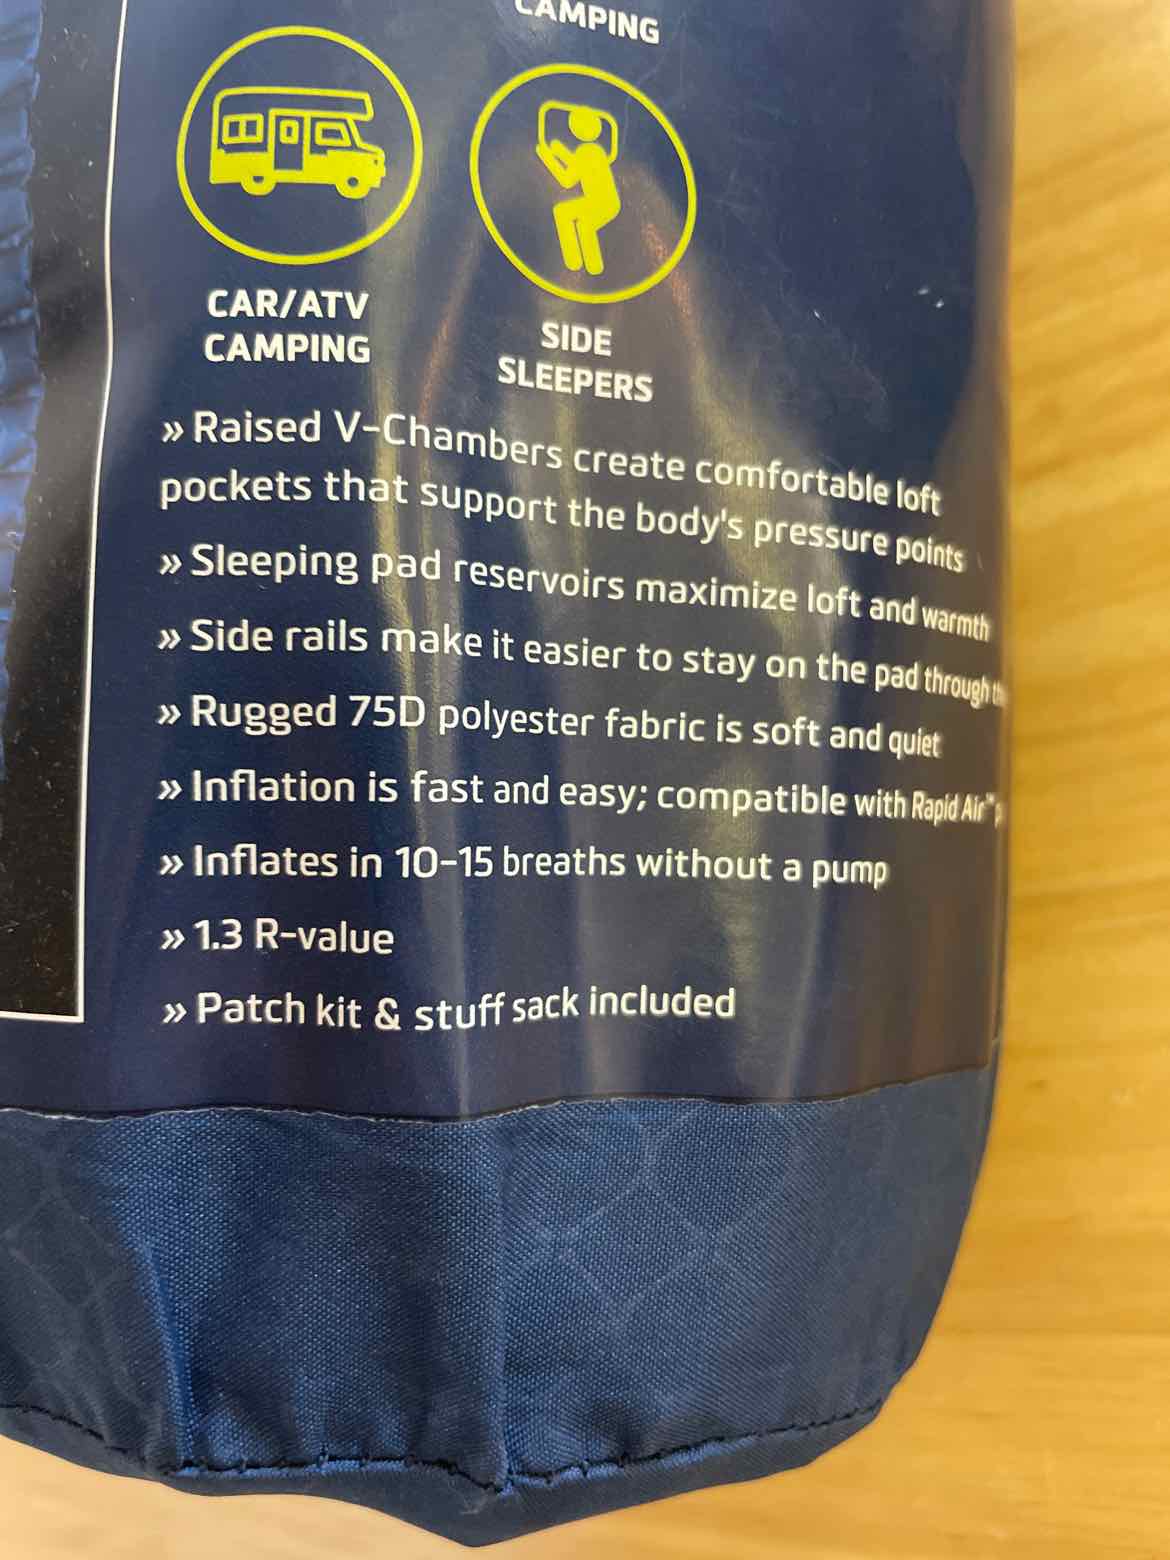 CAMPING
CAR/ATV
CAMPING
SIDE
SLEEPERS
» Raised V-Chambers create comfortable loft
pockets that support the body's pressure points
» Sleeping pad reservoirs maximize loft and warmth
» Side rails make it easier to stay on the pad through
» Rugged 75D polyester fabric is soft and quiet
» Inflation is fast and easy; compatible with Rapid Air™
» Inflates in 10-15 breaths without a pump
» 1.3 R-value
» Patch kit & stuff sack included